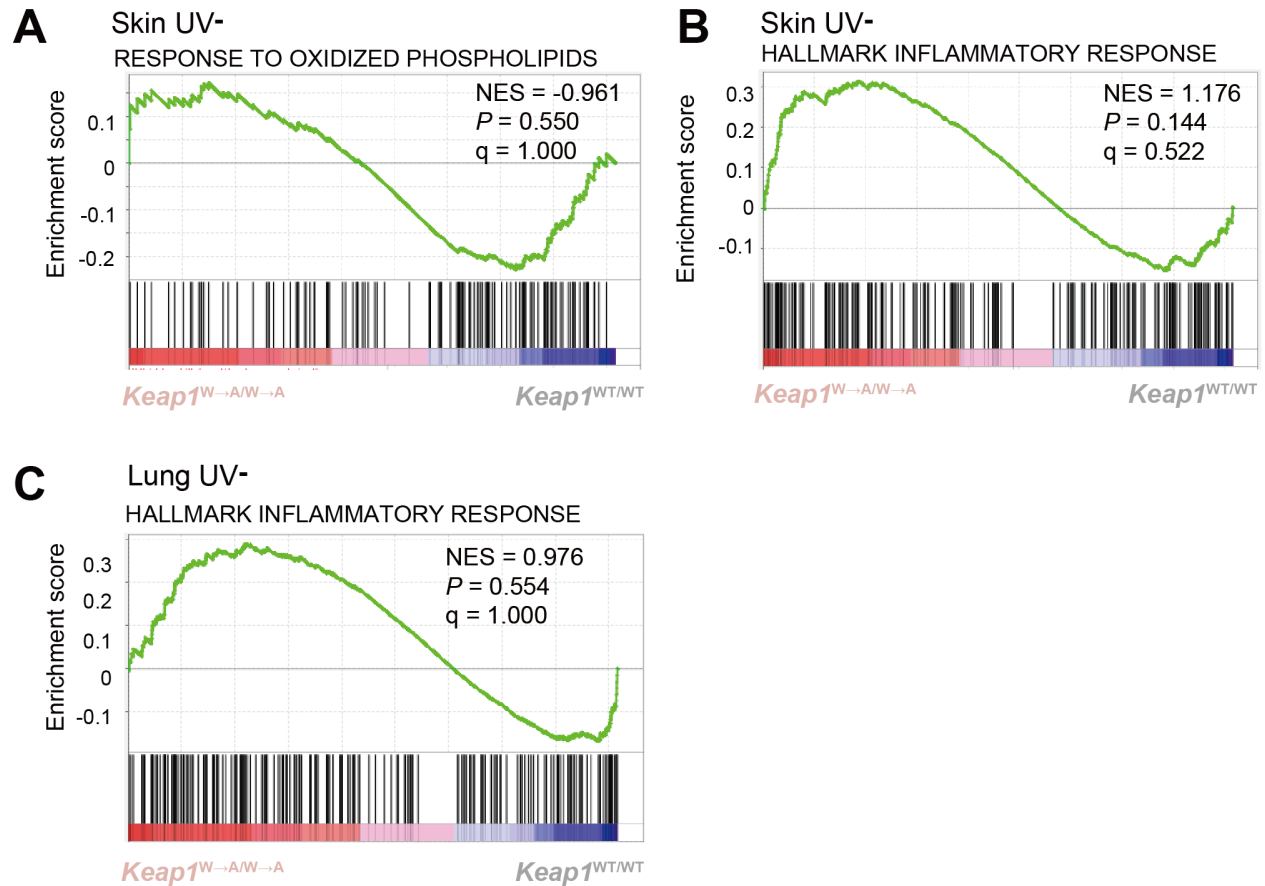 A
Skin UV-
RESPONSE TO OXIDIZED PHOSPHOLIPIDS
NES = -0.961
P = 0.550
q = 1.000
Enrichment score
0.1
0
-0.1
-0.2
Keap1W→A/W→A
Keap1WT/WT
B
Skin UV-
HALLMARK INFLAMMATORY RESPONSE
NES = 1.176
P = 0.144
q = 0.522
Enrichment score
0.3
0.2
0.1
0
-0.1
Keap1W→A/W→A
Keap1WT/WT
C
Lung UV-
HALLMARK INFLAMMATORY RESPONSE
NES = 0.976
P = 0.554
q = 1.000
Enrichment score
0.3
0.2
0.1
0
-0.1
Keap1W→A/W→A
Keap1WT/WT